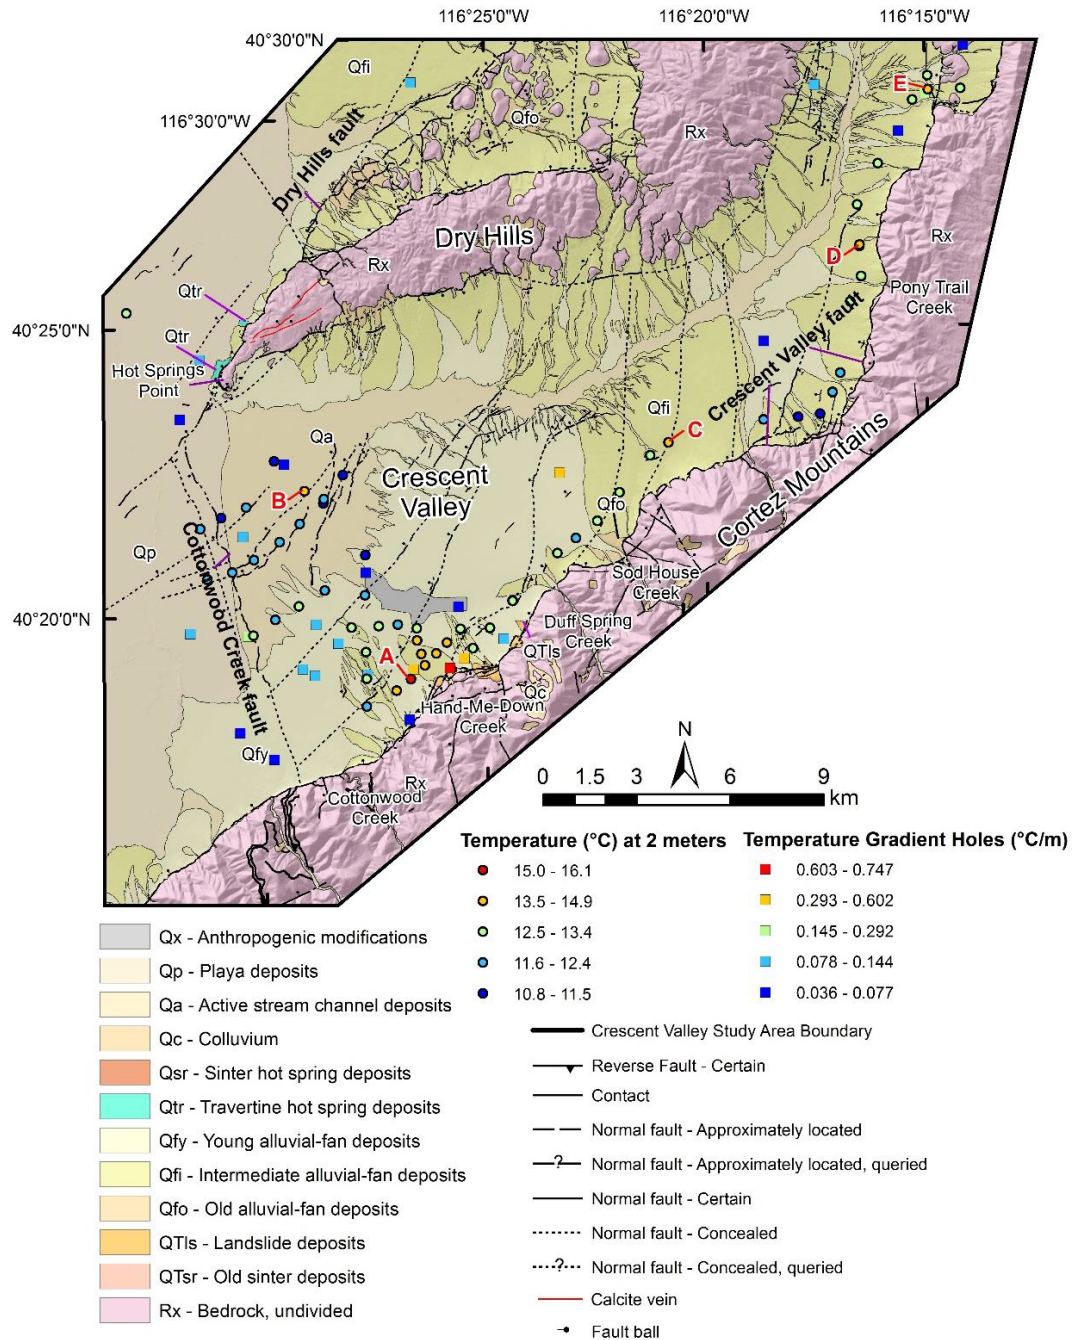 116°25'0"W
116°20'0"W
116°15'0"W
40°30'0"N
116°30'0"W
40°25'0"N
40°20'0"N
Qfi
Qfo
Rx
E
Dry Hills fault
Dry Hills
Rx
Rx
D
Pony Trail
Creek
Qtr
Qtr
Hot Springs
Point
Crescent Valley fault
Qfi
C
Qa
Crescent
Valley
B
Qfo
Cortez Mountains
Qp
Cottonwood Creek fault
Sod House
Creek
Duff Spring
Creek
QTls
A
Qc
Hand-Me-Down
Creek
Qfy
Rx
Cottonwood
Creek
N
0 1.5 3 6 9
km
Temperature (°C) at 2 meters
15.0 - 16.1
13.5 - 14.9
12.5 - 13.4
11.6 - 12.4
10.8 - 11.5
Temperature Gradient Holes (°C/m)
0.603 - 0.747
0.293 - 0.602
0.145 - 0.292
0.078 - 0.144
0.036 - 0.077
Qx - Anthropogenic modifications
Qp - Playa deposits
Qa - Active stream channel deposits
Qc - Colluvium
Qsr - Sinter hot spring deposits
Qtr - Travertine hot spring deposits
Qfy - Young alluvial-fan deposits
Qfi - Intermediate alluvial-fan deposits
Qfo - Old alluvial-fan deposits
QTls - Landslide deposits
QTsr - Old sinter deposits
Rx - Bedrock, undivided
Crescent Valley Study Area Boundary
Reverse Fault - Certain
Contact
Normal fault - Approximately located
? Normal fault - Approximately located, queried
Normal fault - Certain
Normal fault - Concealed
? Normal fault - Concealed, queried
Calcite vein
Fault ball